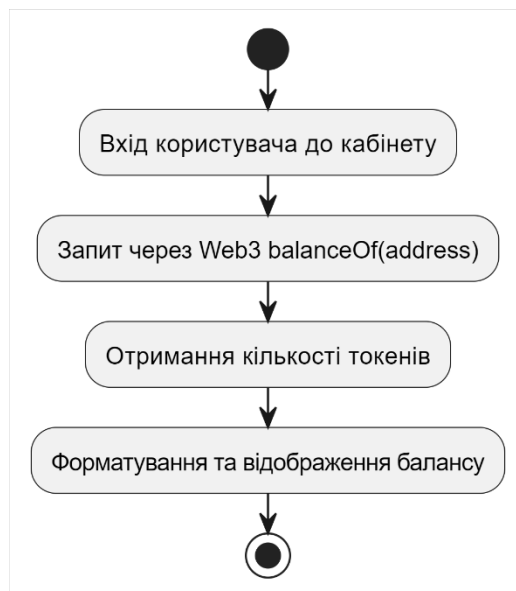 Вхід користувача до кабінету
Запит через Web3 balanceOf(address)
Отримання кількості токенів
Форматування та відображення балансу